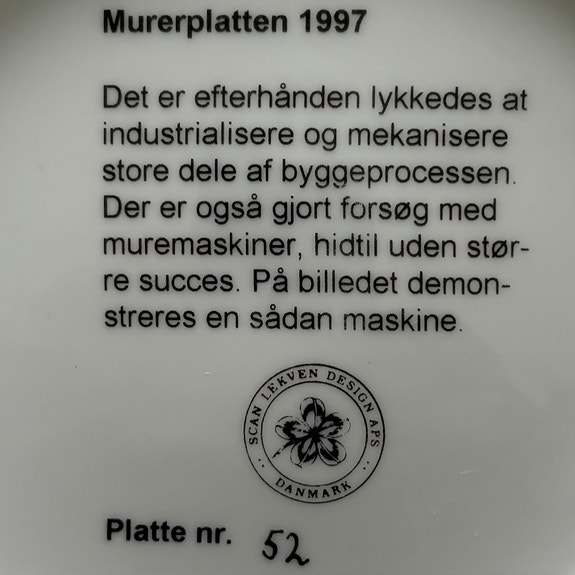 Murerplatten 1997
Det er efterhånden lykkedes at
industrialisere og mekanisere
store dele af byggeprocessen.
Der er også gjort forsøg med
muremaskiner, hidtil uden stør-
re succes. På billedet demon-
streres en sådan maskine.
SCAN LEKVEN DESIGN APS
DANMARK
Platte nr. 52